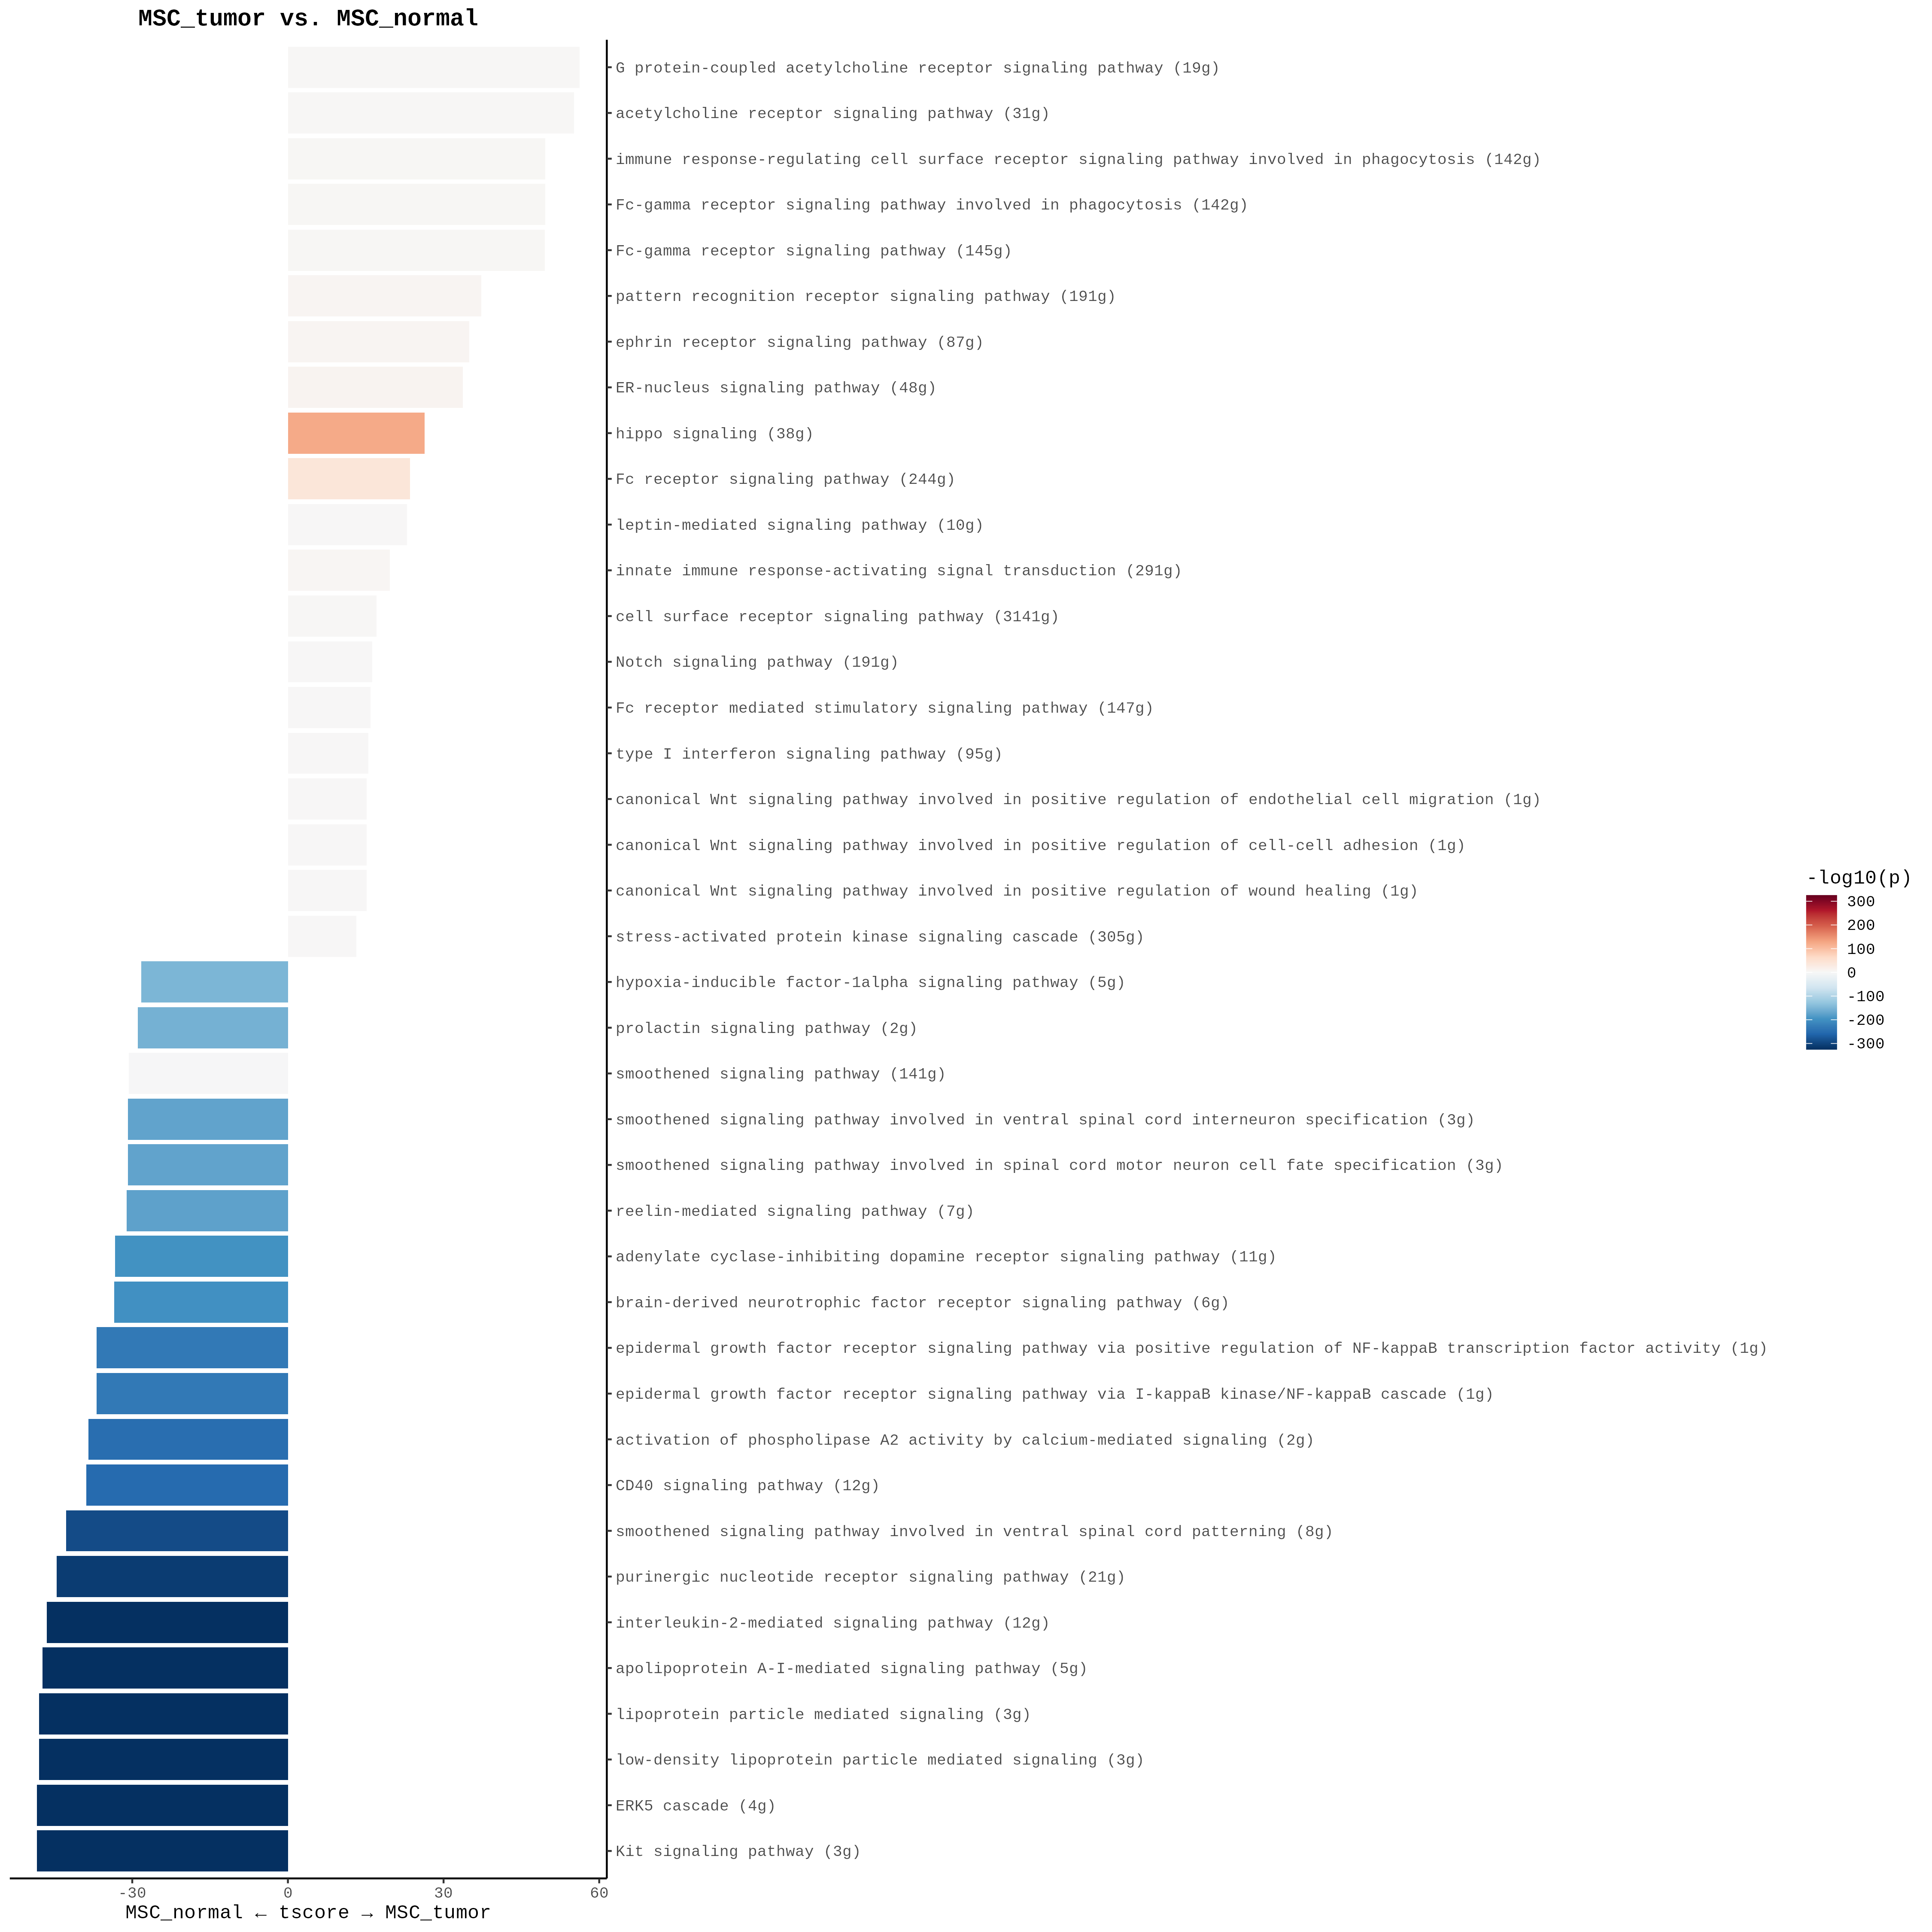 MSC_tumor vs. MSC_normal
G protein-coupled acetylcholine receptor signaling pathway (19g)
acetylcholine receptor signaling pathway (31g)
immune response-regulating cell surface receptor signaling pathway involved in phagocytosis (142g)
Fc-gamma receptor signaling pathway involved in phagocytosis (142g)
Fc-gamma receptor signaling pathway (145g)
pattern recognition receptor signaling pathway (191g)
ephrin receptor signaling pathway (87g)
ER-nucleus signaling pathway (48g)
hippo signaling (38g)
Fc receptor signaling pathway (244g)
leptin-mediated signaling pathway (10g)
innate immune response-activating signal transduction (291g)
cell surface receptor signaling pathway (3141g)
Notch signaling pathway (191g)
Fc receptor mediated stimulatory signaling pathway (147g)
type I interferon signaling pathway (95g)
canonical Wnt signaling pathway involved in positive regulation of endothelial cell migration (1g)
canonical Wnt signaling pathway involved in positive regulation of cell-cell adhesion (1g)
canonical Wnt signaling pathway involved in positive regulation of wound healing (1g)
stress-activated protein kinase signaling cascade (305g)
hypoxia-inducible factor-1alpha signaling pathway (5g)
prolactin signaling pathway (2g)
smoothened signaling pathway (141g)
smoothened signaling pathway involved in ventral spinal cord interneuron specification (3g)
smoothened signaling pathway involved in spinal cord motor neuron cell fate specification (3g)
reelin-mediated signaling pathway (7g)
adenylate cyclase-inhibiting dopamine receptor signaling pathway (11g)
brain-derived neurotrophic factor receptor signaling pathway (6g)
epidermal growth factor receptor signaling pathway via positive regulation of NF-kappaB transcription factor activity (1g)
epidermal growth factor receptor signaling pathway via I-kappaB kinase/NF-kappaB cascade (1g)
activation of phospholipase A2 activity by calcium-mediated signaling (2g)
CD40 signaling pathway (12g)
smoothened signaling pathway involved in ventral spinal cord patterning (8g)
purinergic nucleotide receptor signaling pathway (21g)
interleukin-2-mediated signaling pathway (12g)
apolipoprotein A-I-mediated signaling pathway (5g)
lipoprotein particle mediated signaling (3g)
low-density lipoprotein particle mediated signaling (3g)
ERK5 cascade (4g)
Kit signaling pathway (3g)
-30 0 30 60
MSC_normal ← tscore → MSC_tumor
-log10(p)
300
200
100
0
-100
-200
-300